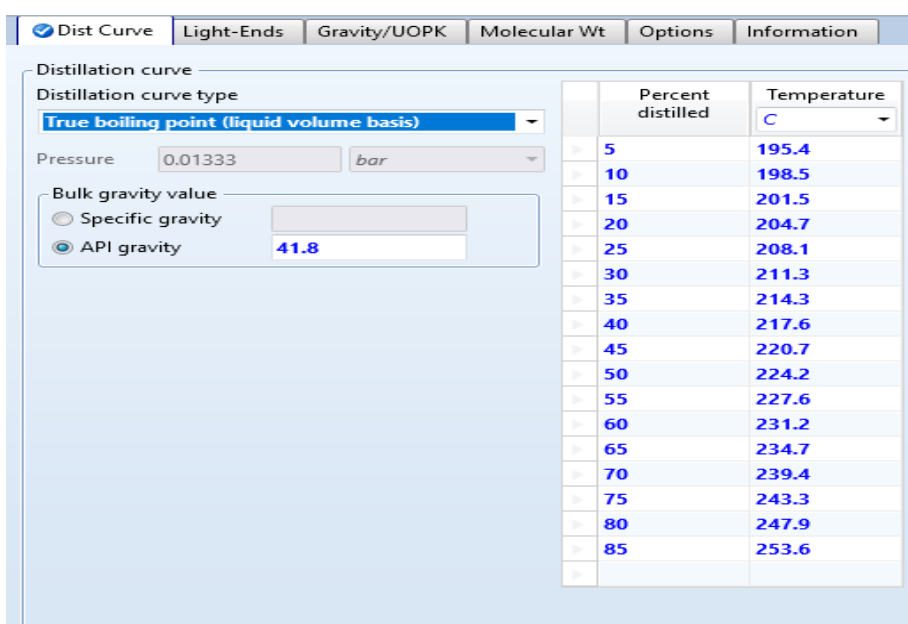 Dist Curve Light-Ends Gravity/UOPK Molecular Wt Options Information
Distillation curve
Distillation curve type
True boiling point (liquid volume basis)
Pressure 0.01333 bar
Bulk gravity value
Specific gravity
API gravity 41.8
Percent distilled Temperature
C
5 195.4
10 198.5
15 201.5
20 204.7
25 208.1
30 211.3
35 214.3
40 217.6
45 220.7
50 224.2
55 227.6
60 231.2
65 234.7
70 239.4
75 243.3
80 247.9
85 253.6